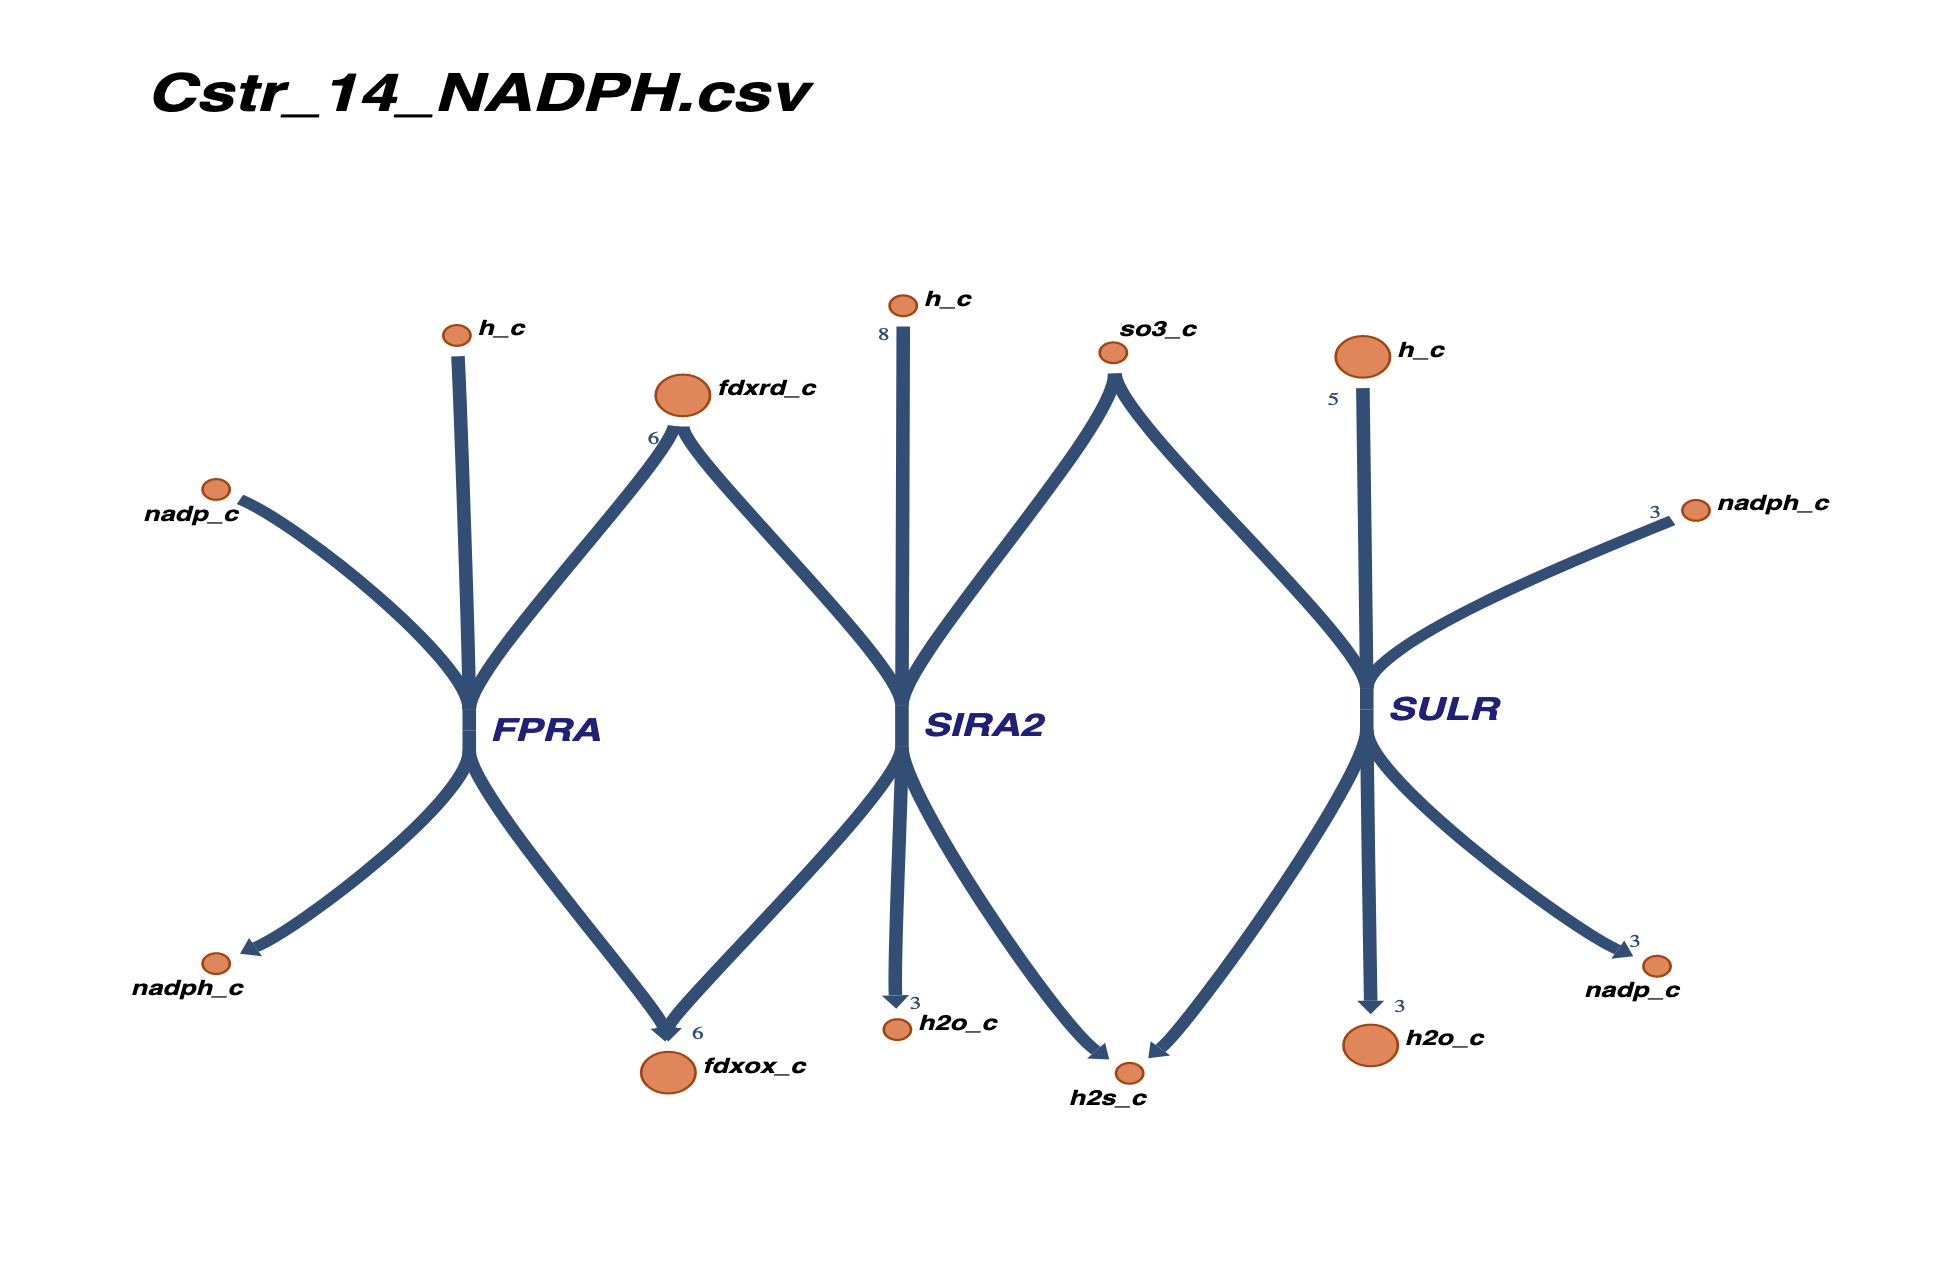 Cstr_14_NADPH.csv
h_c
8
h_c
so3_c
h_c
fdxrd_c
5
6
nadp_c
3
nadph_c
FPRA
SIRA2
SULR
3
nadph_c
nadp_c
3
h2o_c
3
h2o_c
6
fdxox_c
h2s_c